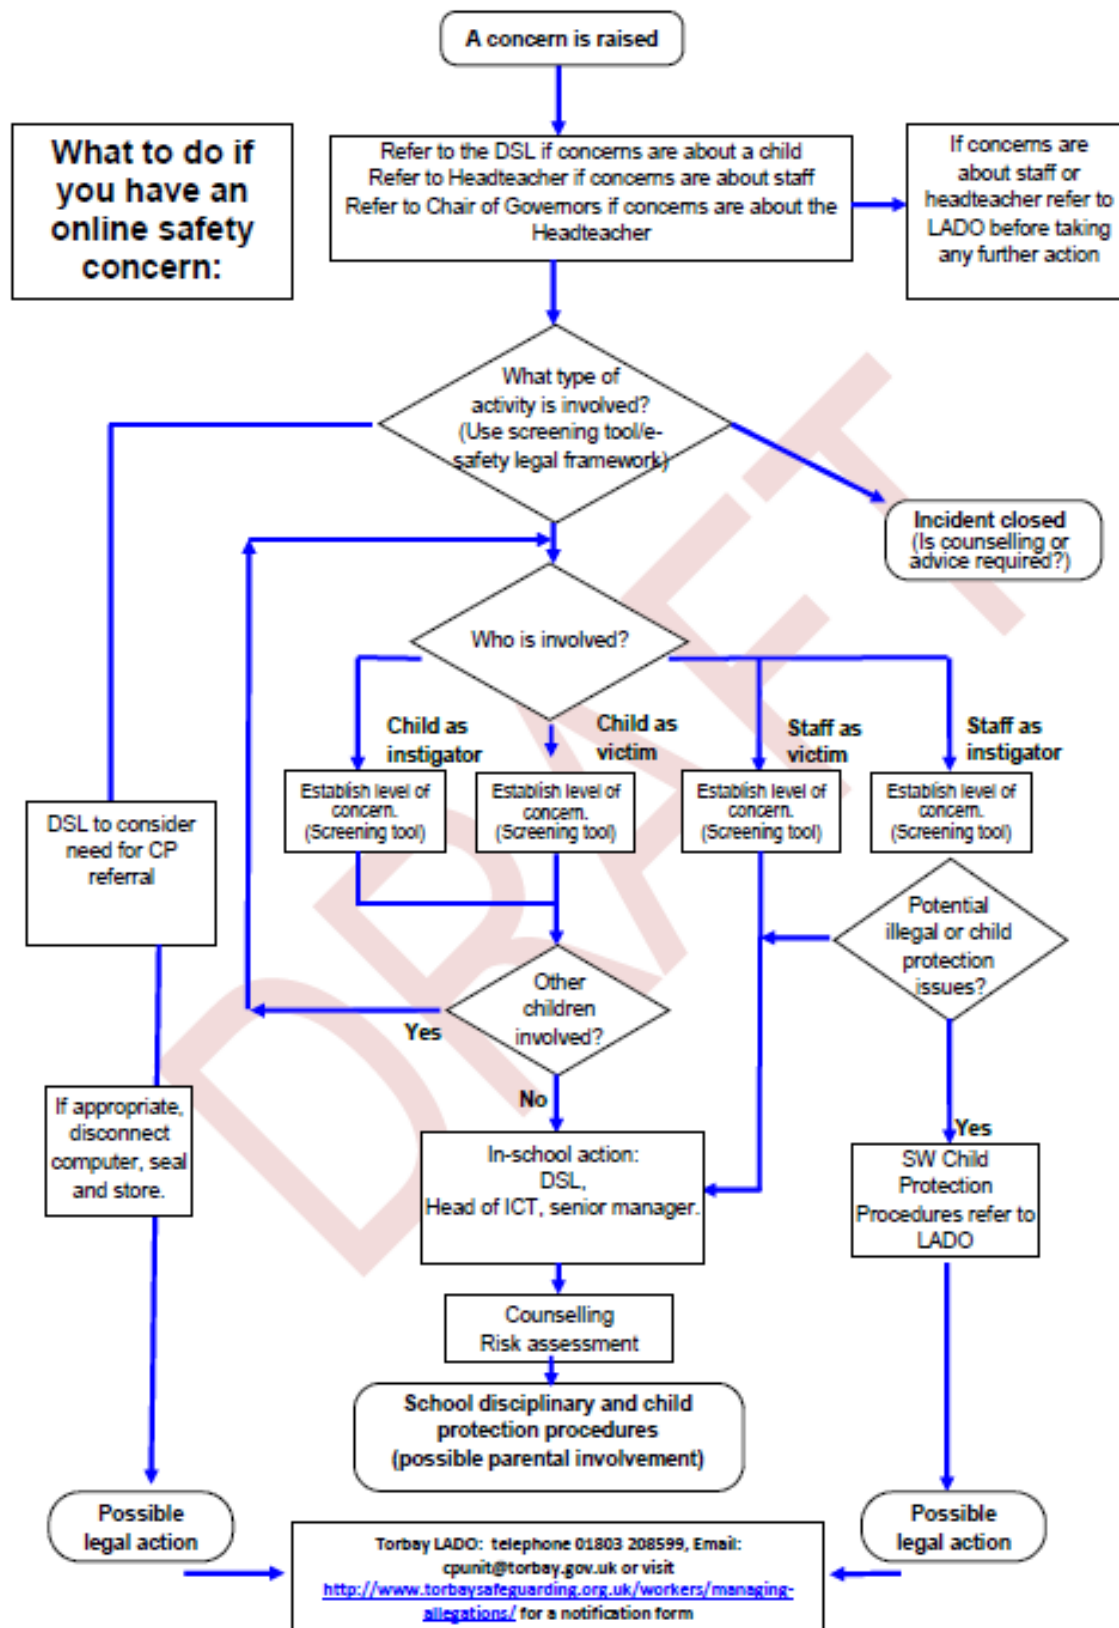 A concern is raised
What to do if
you have an
online safety
concern:
Refer to the DSL if concerns are about a child
Refer to Headteacher if concerns are about staff
Refer to Chair of Governors if concerns are about the
Headteacher
If concerns are
about staff or
headteacher refer to
LADO before taking
any further action
What type of
activity is involved?
(Use screening tool/e-
safety legal framework)
Incident closed
(Is counselling or
advice required?)
Who is involved?
Child as
instigator
Child as
victim
Staff as
victim
Staff as
instigator
Establish level of
concern.
(Screening tool)
Establish level of
concern.
(Screening tool)
Establish level of
concern.
(Screening tool)
Establish level of
concern.
(Screening tool)
DSL to consider
need for CP
referral
Potential
illegal or child
protection
issues?
Other
children
involved?
Yes
No
If appropriate,
disconnect
computer, seal
and store.
In-school action:
DSL,
Head of ICT, senior manager.
Yes
SW Child
Protection
Procedures refer to
LADO
Counselling
Risk assessment
School disciplinary and child
protection procedures
(possible parental involvement)
Possible
legal action
Possible
legal action
Torbay LADO: telephone 01803 208599, Email:
cpunit@torbay.gov.uk or visit
http://www.torbaysafeguarding.org.uk/workers/managing-
allegations/ for a notification form
DRAFT